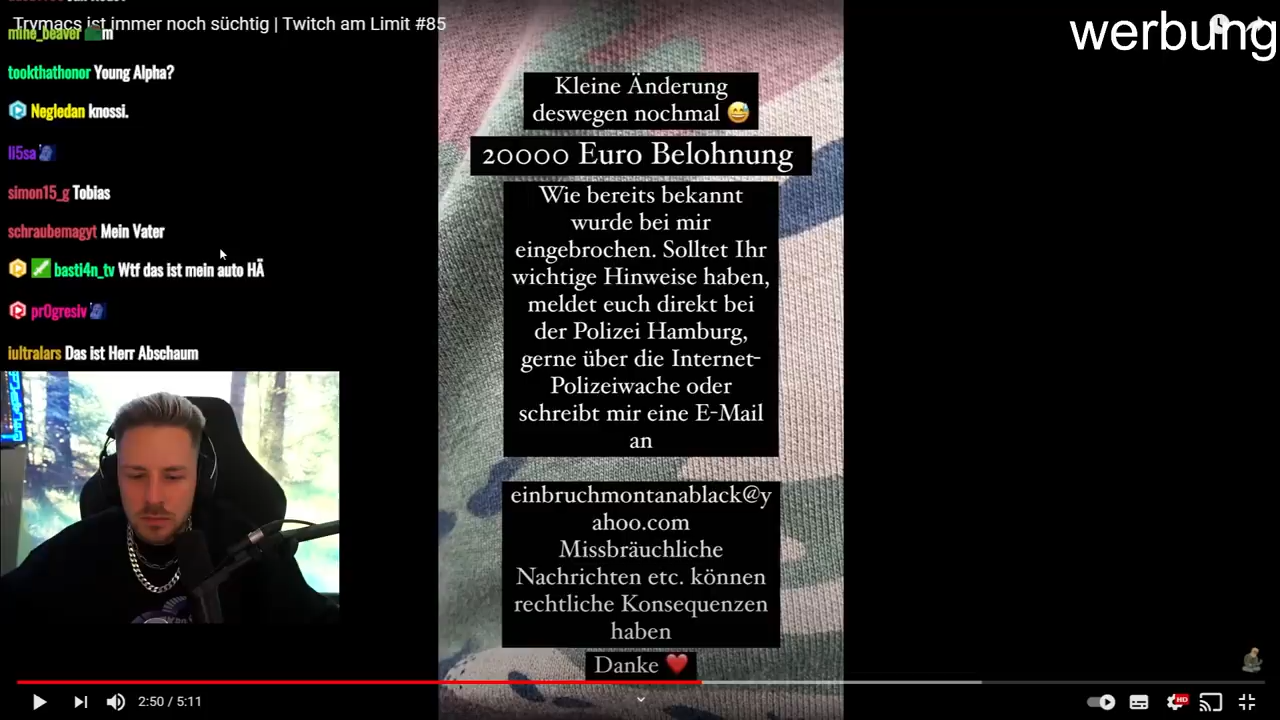 Trymacs ist immer noch süchtig | Twitch am Limit #85
werbung
mine_beaver m
tookthathonor Young Alpha?
Negledan knossi.
ll5sa
simon15_g Tobias
schraubemagyt Mein Vater
basti4n_tv Wtf das ist mein auto HÄ
pr0gresiv
iultralars Das ist Herr Abschaum
Kleine Änderung
deswegen nochmal 😅
20000 Euro Belohnung
Wie bereits bekannt
wurde bei mir
eingebrochen. Solltet Ihr
wichtige Hinweise haben,
meldet euch direkt bei
der Polizei Hamburg,
gerne über die Internet-
Polizeiwache oder
schreibt mir eine E-Mail
an
einbruchmontanablack@y
ahoo.com
Missbräuchliche
Nachrichten etc. können
rechtliche Konsequenzen
haben
Danke ❤️
2:50 / 5:11
HD